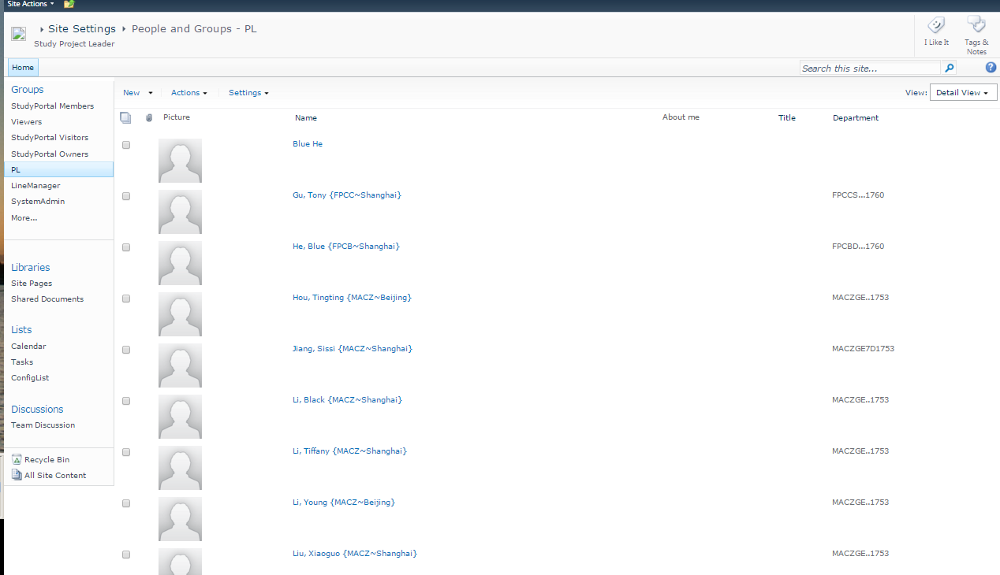 Site Actions
Site Settings People and Groups - PL
Study Project Leader
I Like It
Tags & Notes
Home
Search this site...
Groups
StudyPortal Members
Viewers
StudyPortal Visitors
StudyPortal Owners
PL
LineManager
SystemAdmin
More...
Libraries
Site Pages
Shared Documents
Lists
Calendar
Tasks
ConfigList
Discussions
Team Discussion
Recycle Bin
All Site Content
New Actions Settings View: Detail View
Picture Name About me Title Department
Blue He
Gu, Tony {FPCC~Shanghai} FPCCS...1760
He, Blue {FPCB~Shanghai} FPCBD...1760
Hou, Tingting {MACZ~Beijing} MACZGE..1753
Jiang, Sissi {MACZ~Shanghai} MACZGE7D1753
Li, Black {MACZ~Shanghai} MACZGE..1753
Li, Tiffany {MACZ~Shanghai} MACZGE..1753
Li, Young {MACZ~Beijing} MACZGE..1753
Liu, Xiaoguo {MACZ~Shanghai} MACZGE..1753